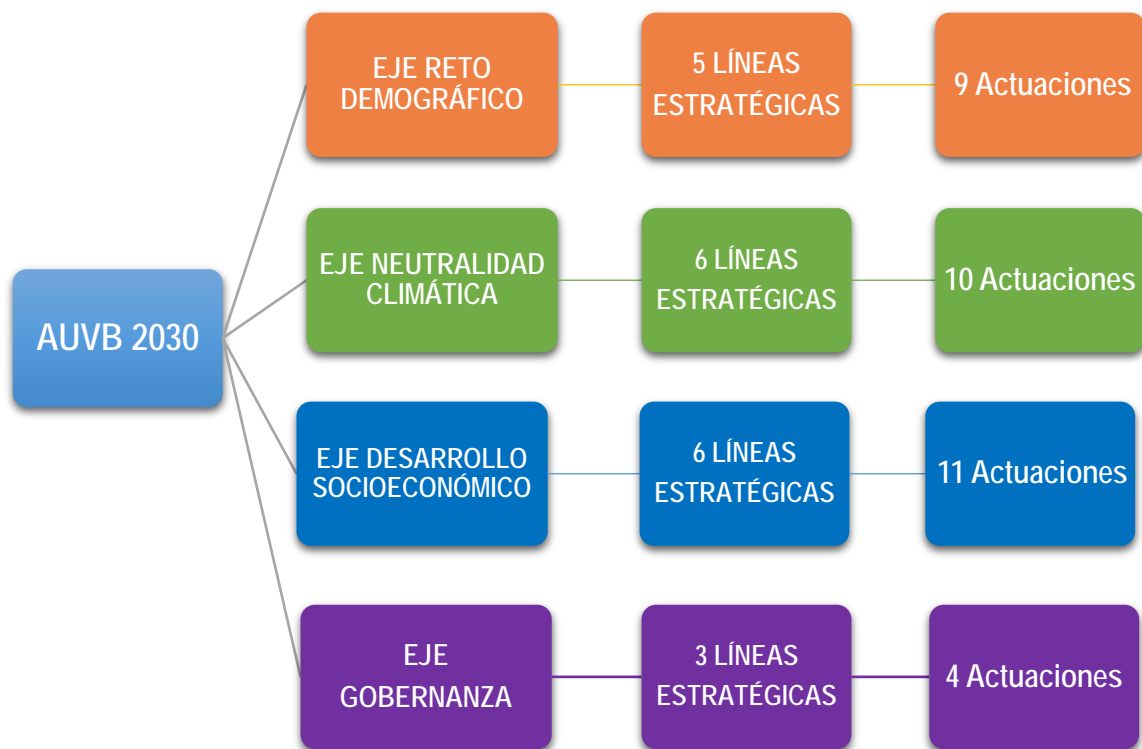 AUVB 2030
EJE RETO
DEMOGRÁFICO
5 LÍNEAS
ESTRATÉGICAS
9 Actuaciones
EJE NEUTRALIDAD
CLIMÁTICA
6 LÍNEAS
ESTRATÉGICAS
10 Actuaciones
EJE DESARROLLO
SOCIOECONÓMICO
6 LÍNEAS
ESTRATÉGICAS
11 Actuaciones
EJE
GOBERNANZA
3 LÍNEAS
ESTRATÉGICAS
4 Actuaciones